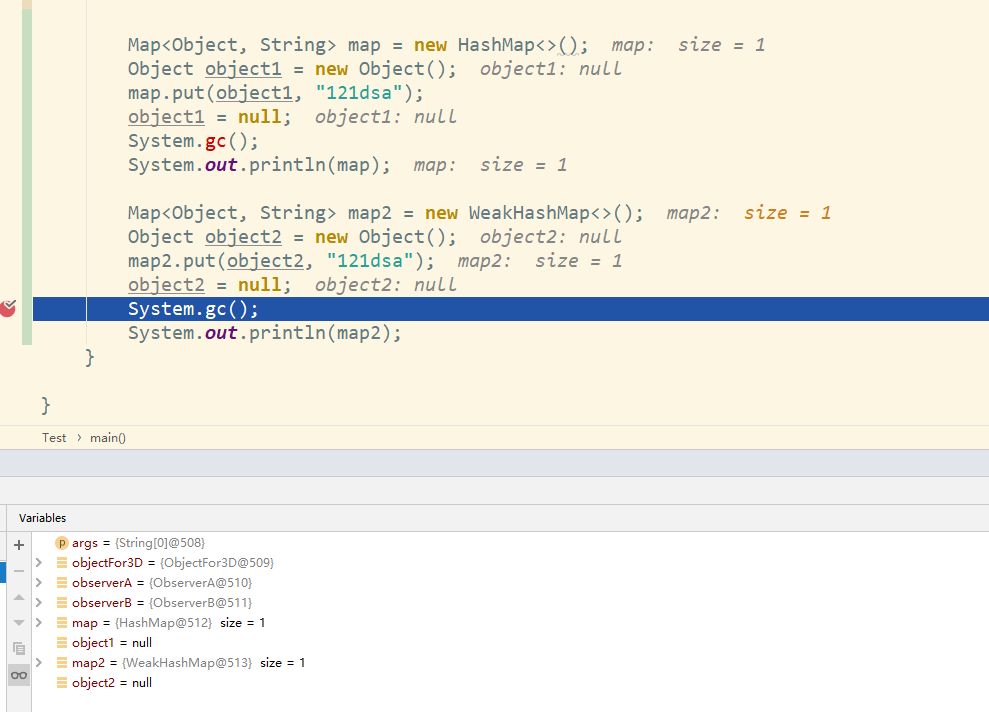 Map<Object, String> map = new HashMap<>(); map: size = 1
Object object1 = new Object(); object1: null
map.put(object1, "121dsa");
object1 = null; object1: null
System.gc();
System.out.println(map); map: size = 1
Map<Object, String> map2 = new WeakHashMap<>(); map2: size = 1
Object object2 = new Object(); object2: null
map2.put(object2, "121dsa"); map2: size = 1
object2 = null; object2: null
System.gc();
System.out.println(map2);
}
}
Test › main()
Variables
p args = {String[0]@508}
objectFor3D = {ObjectFor3D@509}
observerA = {ObserverA@510}
observerB = {ObserverB@511}
map = {HashMap@512} size = 1
object1 = null
map2 = {WeakHashMap@513} size = 1
object2 = null